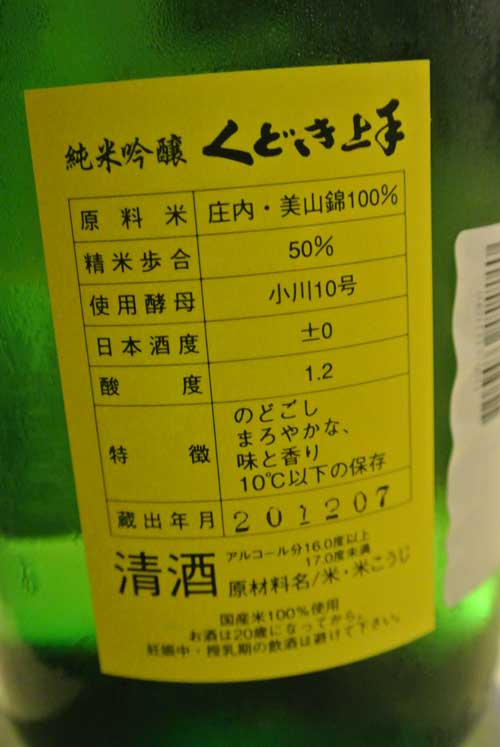 純米吟醸 くどき上手
原料米 庄内・美山錦100%
精米歩合 50%
使用酵母 小川10号
日本酒度 ±0
酸度 1.2
特徴 のどごし
まろやかな、
味と香り
10℃以下の保存
蔵出年月 201207
清酒 アルコール分16.0度以上
17.0度未満
原材料名/米・米こうじ
国産米100%使用
お酒は20歳になってから。
妊娠中・授乳期の飲酒は避けて下さい。